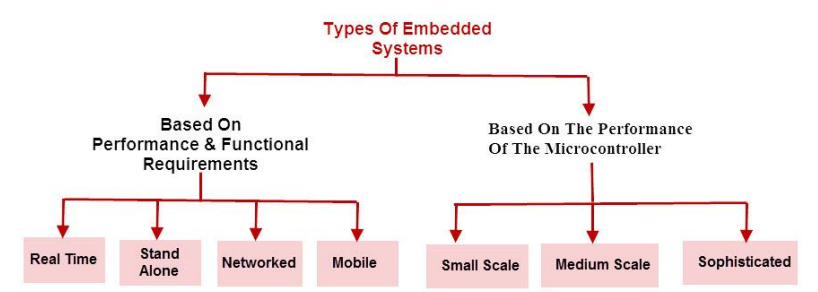 Types Of Embedded
Systems
Based On
Performance & Functional
Requirements
Based On The Performance
Of The Microcontroller
Real Time
Stand
Alone
Networked
Mobile
Small Scale
Medium Scale
Sophisticated